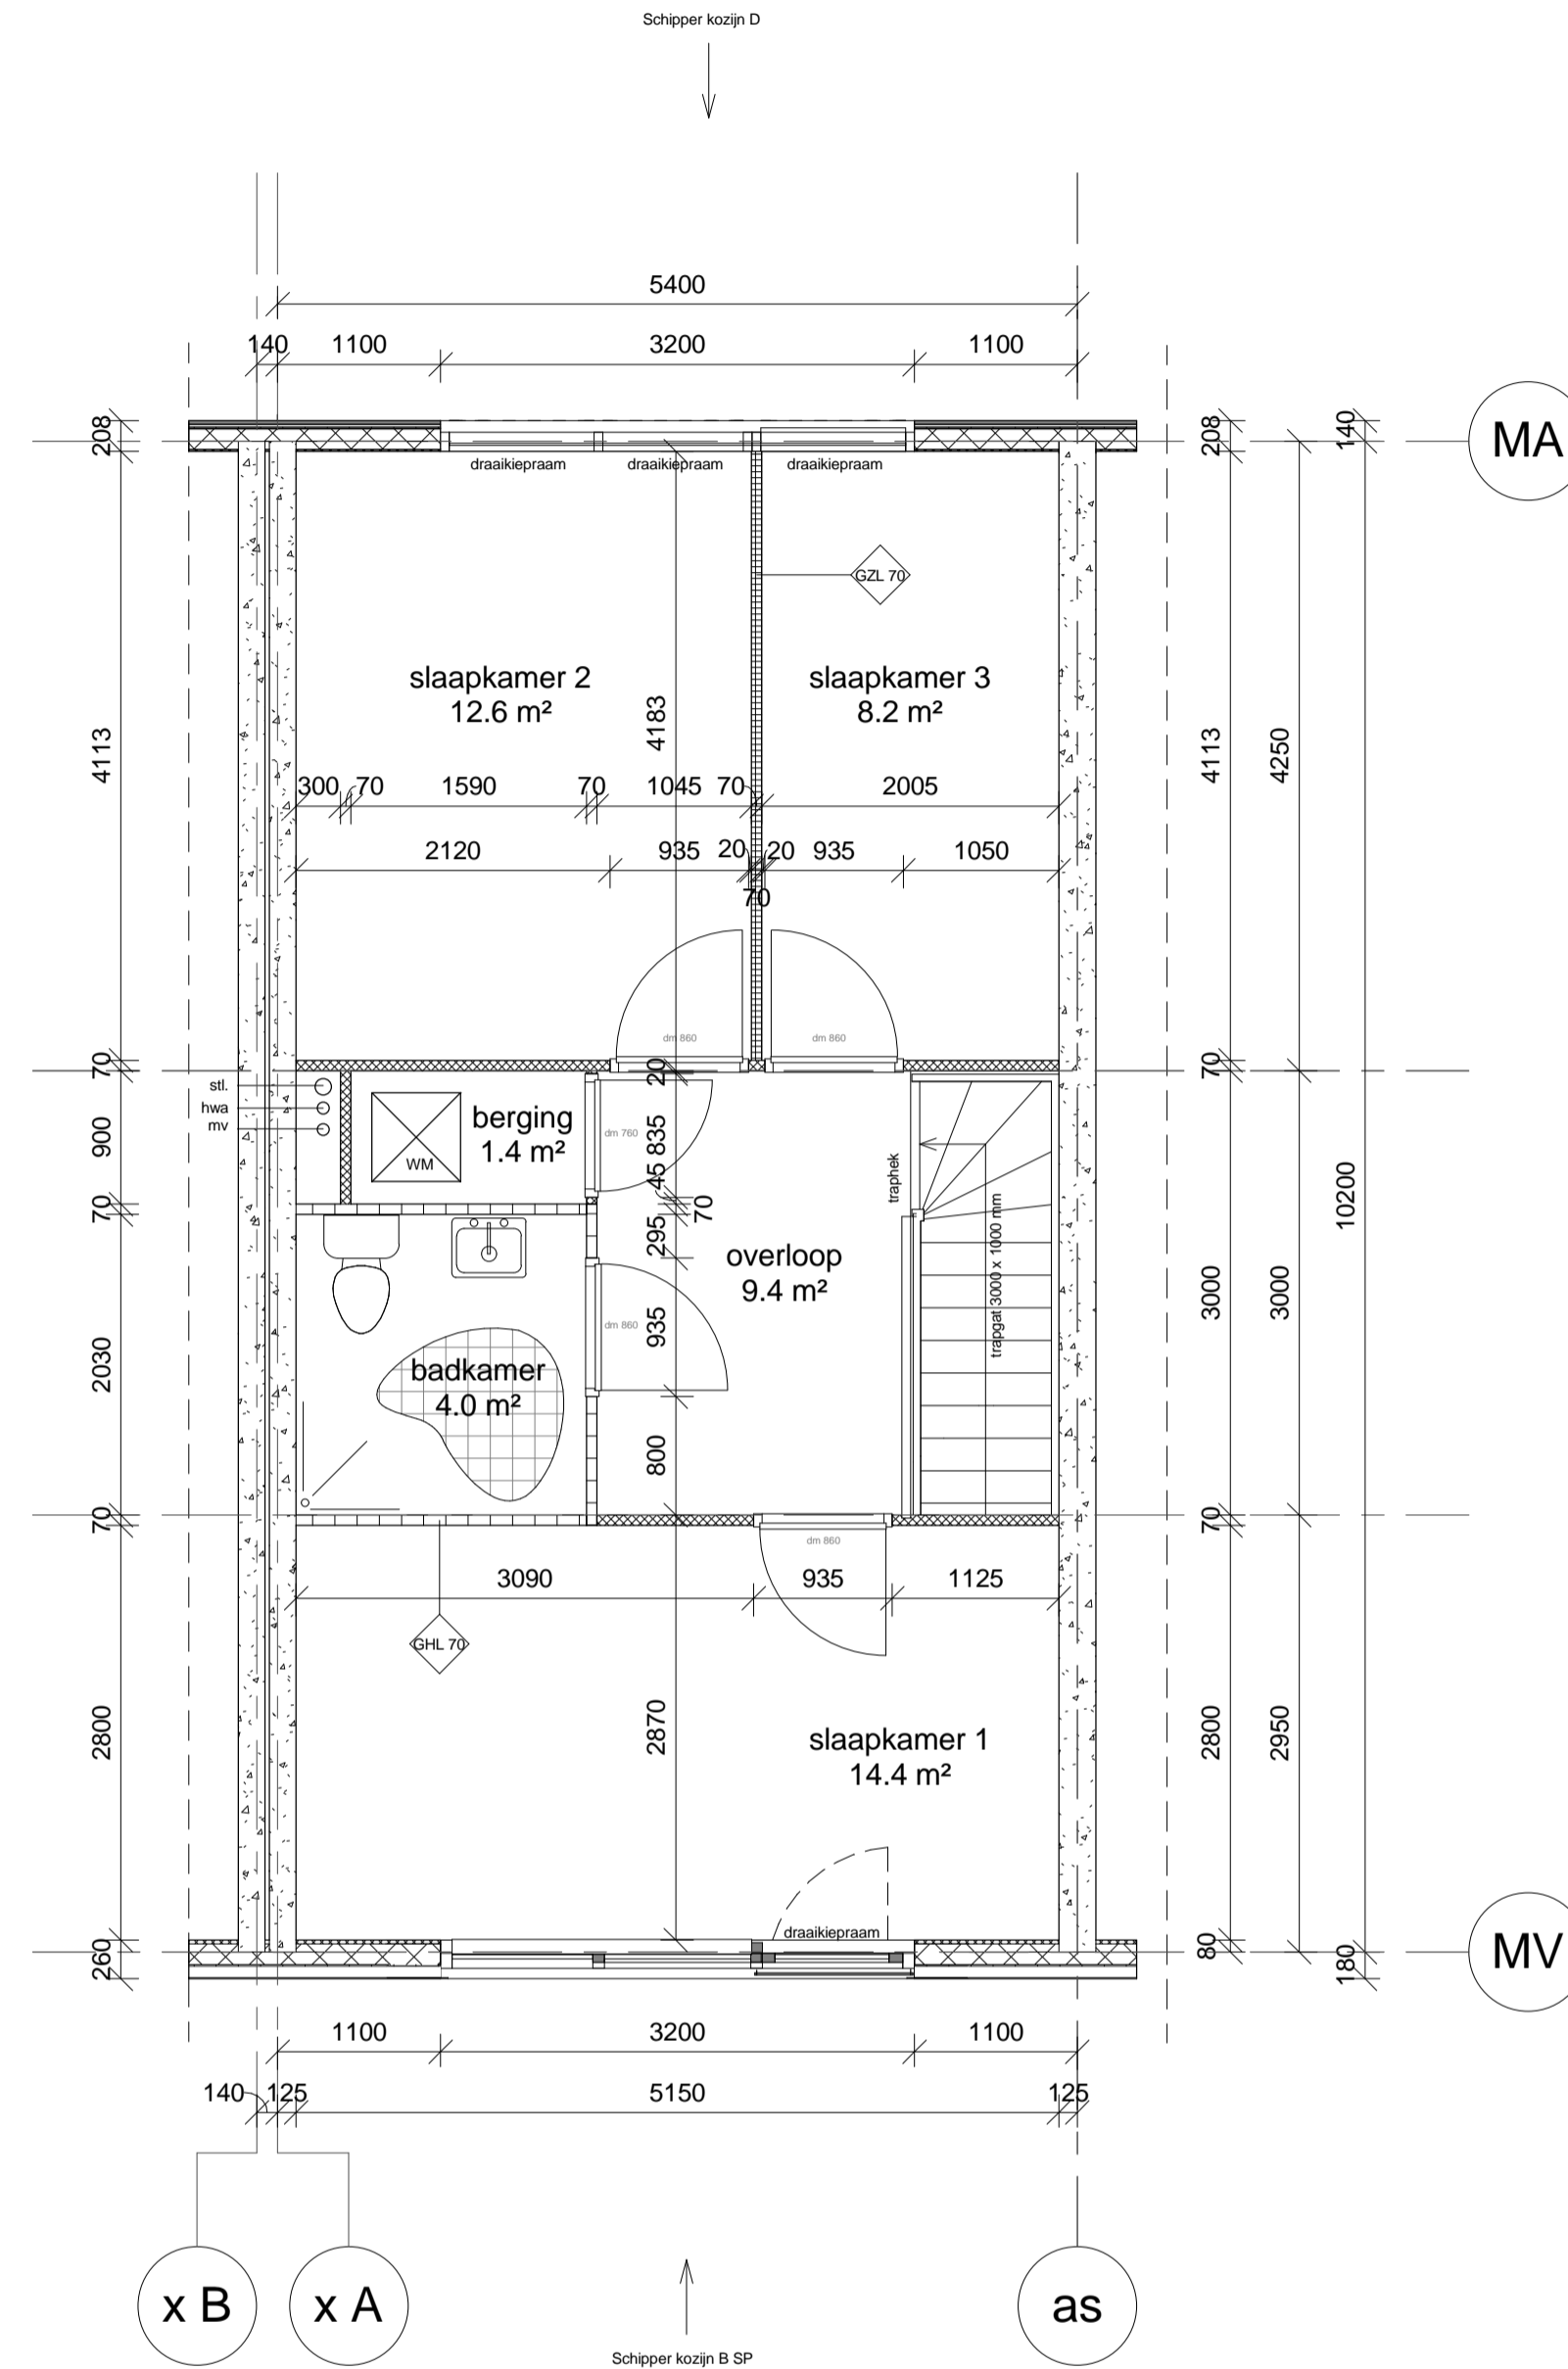 Schipper kozijn D
5400
140 1100 3200 1100
208 208 140
MA
draaikiepraam draaikiepraam draaikiepraam
GZL 70
slaapkamer 2
12.6 m²
slaapkamer 3
8.2 m²
4113 4183 4113 4250
300 70 1590 70 1045 70 2005
2120 935 20 20 935 1050
70
dm 860 dm 860
70 20 70
stl.
hwa
mv
berging
1.4 m²
WM
dm 760
900 835
45
70 70
traphek
trapgat 3000 x 1000 mm
10200
295
overloop
9.4 m²
dm 860
935
3000 3000
2030
badkamer
4.0 m²
800
70 70
dm 860
3090 935 1125
GHL 70
2800 2870 2800 2950
slaapkamer 1
14.4 m²
draaikiepraam
260 80 180
MV
1100 3200 1100
140 125 5150 125
x B x A as
Schipper kozijn B SP